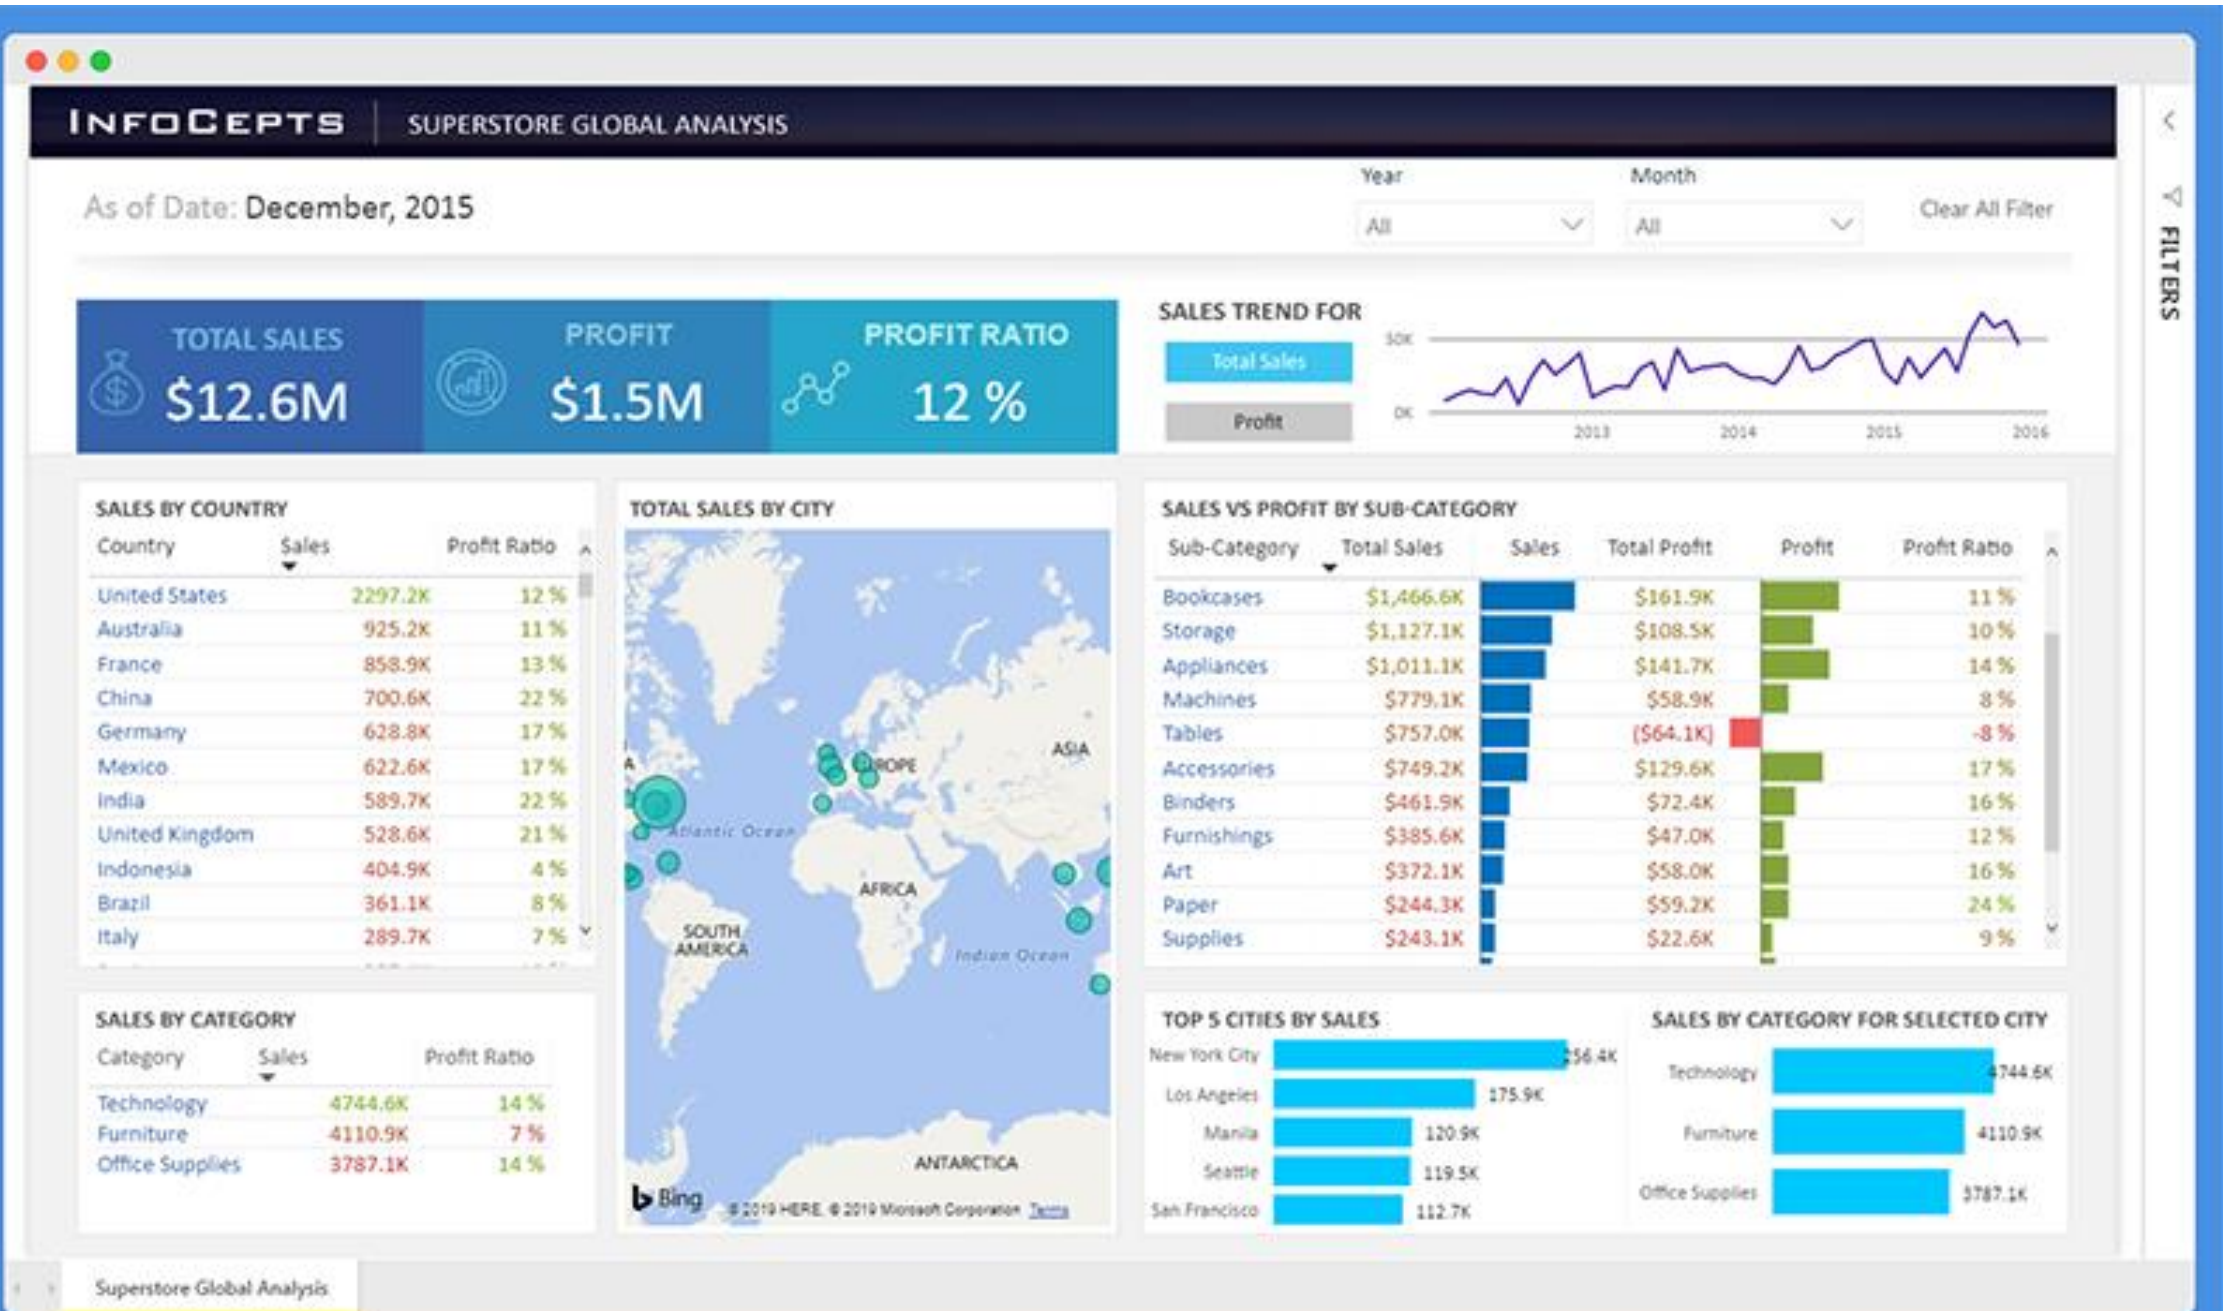 INFOCEPTS
SUPERSTORE GLOBAL ANALYSIS
As of Date: December, 2015
Year
All
Month
All
Clear All Filter
FILTERS
TOTAL SALES
$12.6M
PROFIT
$1.5M
PROFIT RATIO
12 %
SALES TREND FOR
Total Sales
Profit
50K
0K
2013 2014 2015 2016
SALES BY COUNTRY
Country Sales Profit Ratio
United States 2297.2K 12 %
Australia 925.2K 11 %
France 858.9K 13 %
China 700.6K 22 %
Germany 628.8K 17 %
Mexico 622.6K 17 %
India 589.7K 22 %
United Kingdom 528.6K 21 %
Indonesia 404.9K 4 %
Brazil 361.1K 8 %
Italy 289.7K 7 %
TOTAL SALES BY CITY
ASIA
ROPE
A
Atlantic Ocean
AFRICA
SOUTH
AMERICA
Indian Ocean
ANTARCTICA
Bing
© 2019 HERE, © 2019 Microsoft Corporation Terms
SALES VS PROFIT BY SUB-CATEGORY
Sub-Category Total Sales Sales Total Profit Profit Profit Ratio
Bookcases $1,466.6K $161.9K 11 %
Storage $1,127.1K $108.5K 10 %
Appliances $1,011.1K $141.7K 14 %
Machines $779.1K $58.9K 8 %
Tables $757.0K ($64.1K) -8 %
Accessories $749.2K $129.6K 17 %
Binders $461.9K $72.4K 16 %
Furnishings $385.6K $47.0K 12 %
Art $372.1K $58.0K 16 %
Paper $244.3K $59.2K 24 %
Supplies $243.1K $22.6K 9 %
SALES BY CATEGORY
Category Sales Profit Ratio
Technology 4744.6K 14 %
Furniture 4110.9K 7 %
Office Supplies 3787.1K 14 %
TOP 5 CITIES BY SALES
New York City 256.4K
Los Angeles 175.9K
Manila 120.9K
Seattle 119.5K
San Francisco 112.7K
SALES BY CATEGORY FOR SELECTED CITY
Technology 4744.6K
Furniture 4110.9K
Office Supplies 3787.1K
Superstore Global Analysis